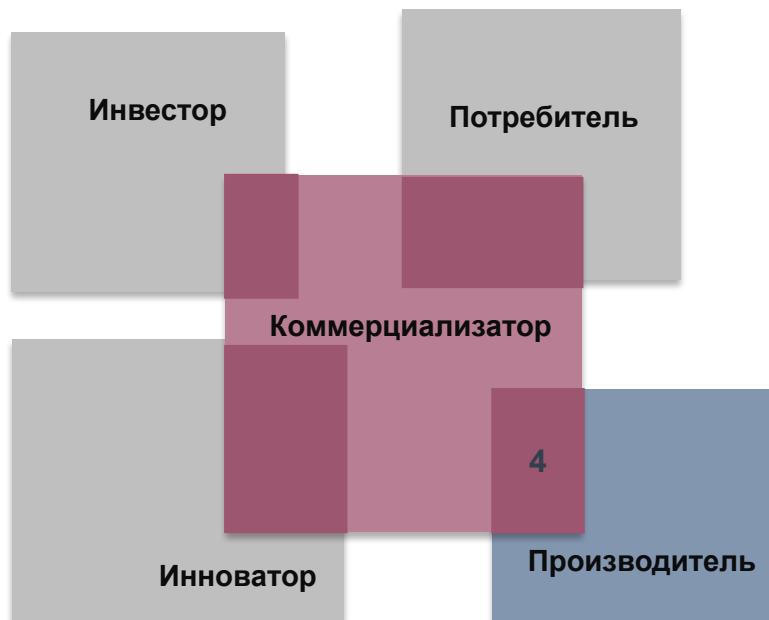 Инвестор
Потребитель
Коммерциализатор
4
Производитель
Инноватор